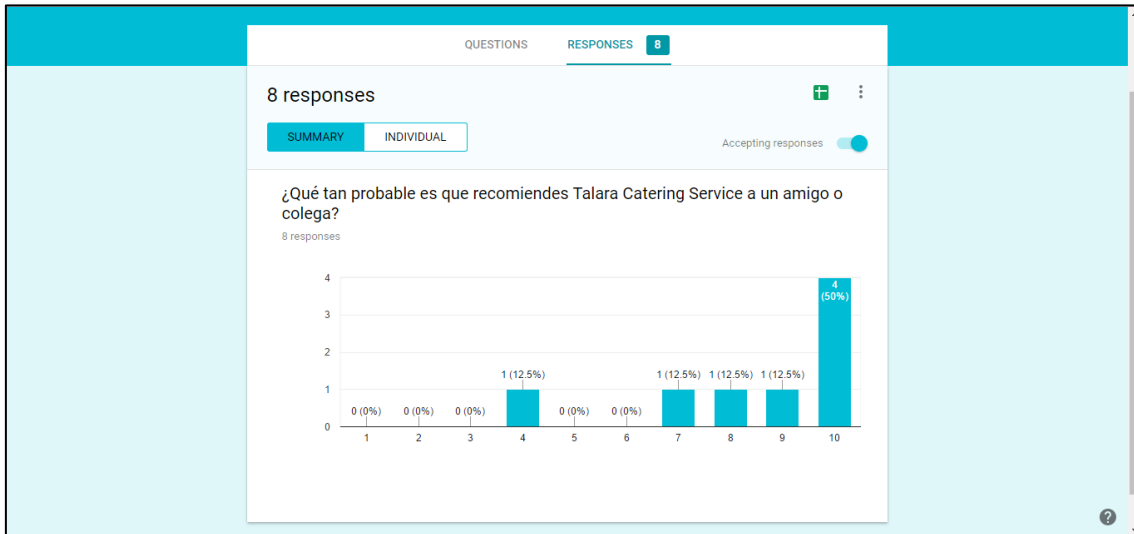 QUESTIONS RESPONSES 8
8 responses
SUMMARY INDIVIDUAL
Accepting responses
¿Qué tan probable es que recomiendes Talara Catering Service a un amigo o
colega?
8 responses
4
3
2
1
0
0 (0%) 0 (0%) 0 (0%) 1 (12.5%) 0 (0%) 0 (0%) 1 (12.5%) 1 (12.5%) 1 (12.5%) 4
(50%)
1 2 3 4 5 6 7 8 9 10
?